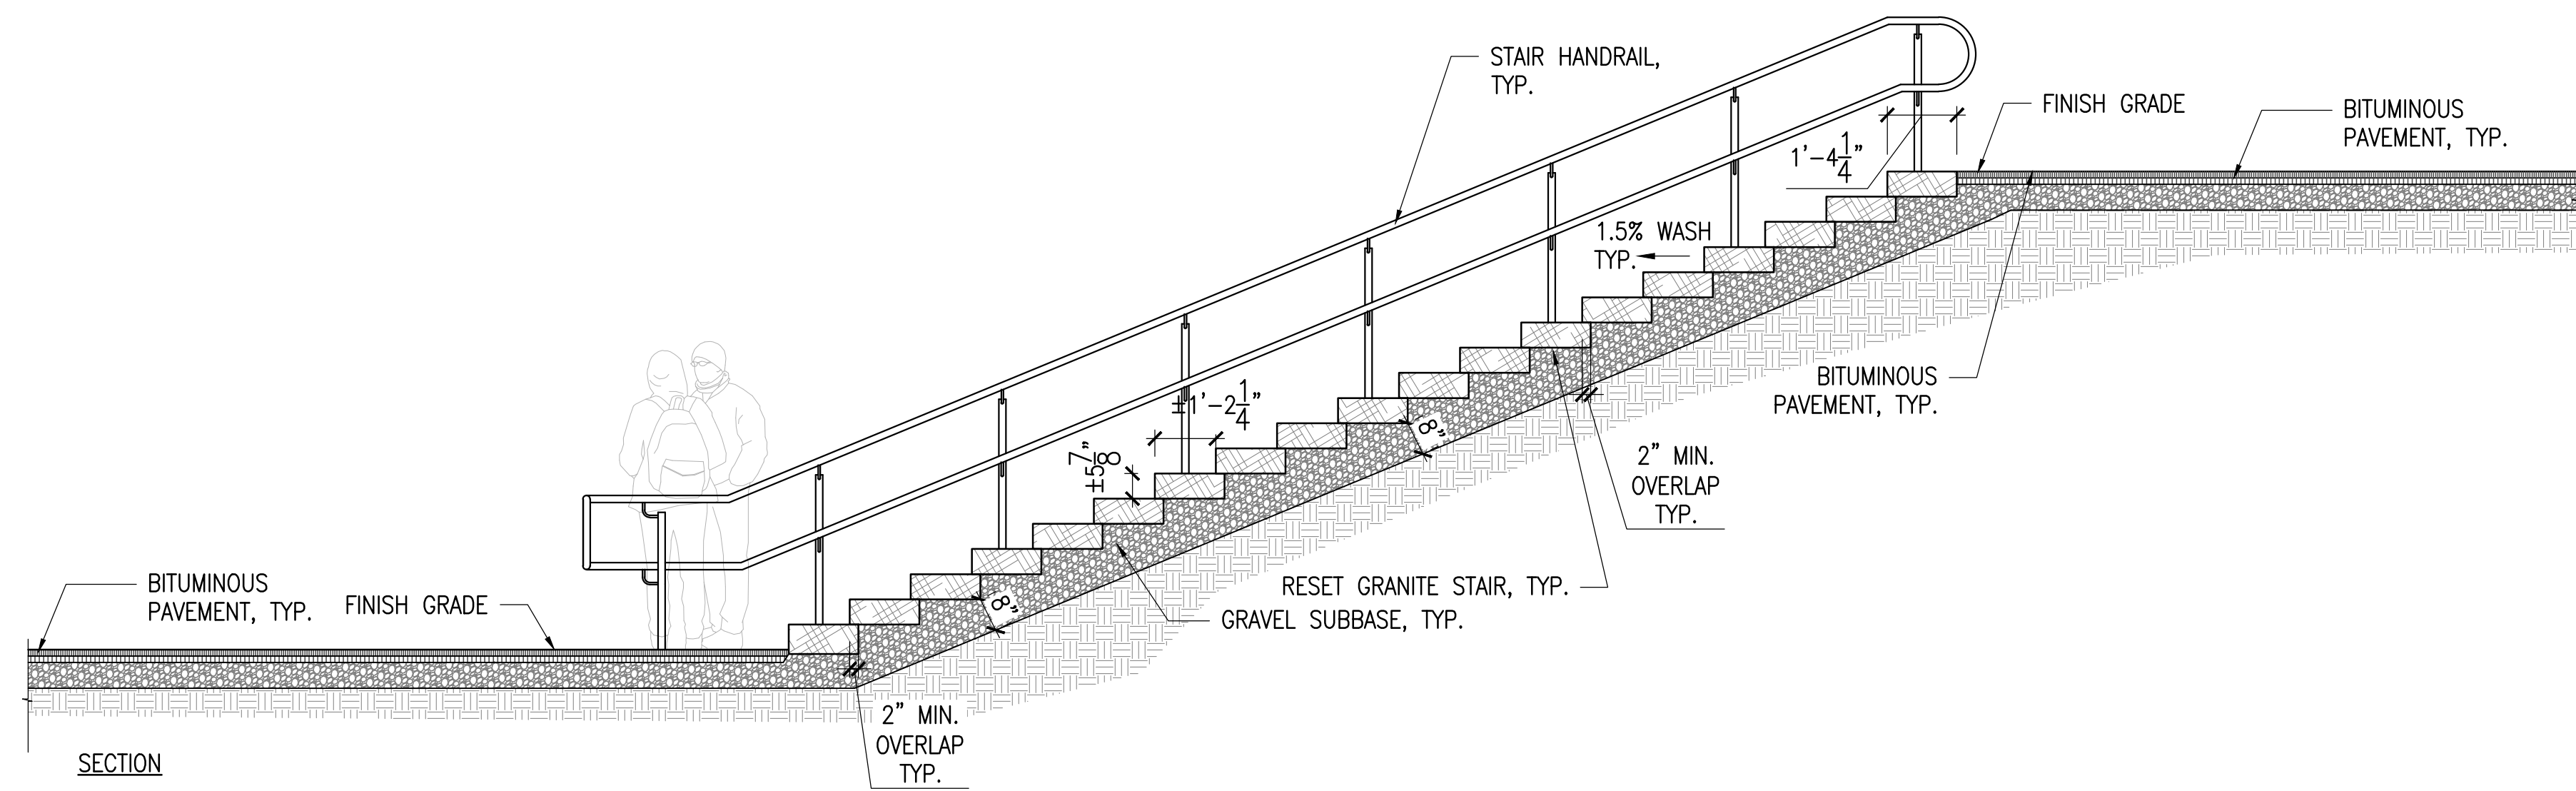 STAIR HANDRAIL,
TYP.
FINISH GRADE
BITUMINOUS
PAVEMENT, TYP.
1'-4 1/4"
1.5% WASH
TYP.
±1'-2 1/4"
±5 7/8"
8"
BITUMINOUS
PAVEMENT, TYP.
2" MIN.
OVERLAP
TYP.
RESET GRANITE STAIR, TYP.
GRAVEL SUBBASE, TYP.
8"
BITUMINOUS
PAVEMENT, TYP.
FINISH GRADE
2" MIN.
OVERLAP
TYP.
SECTION